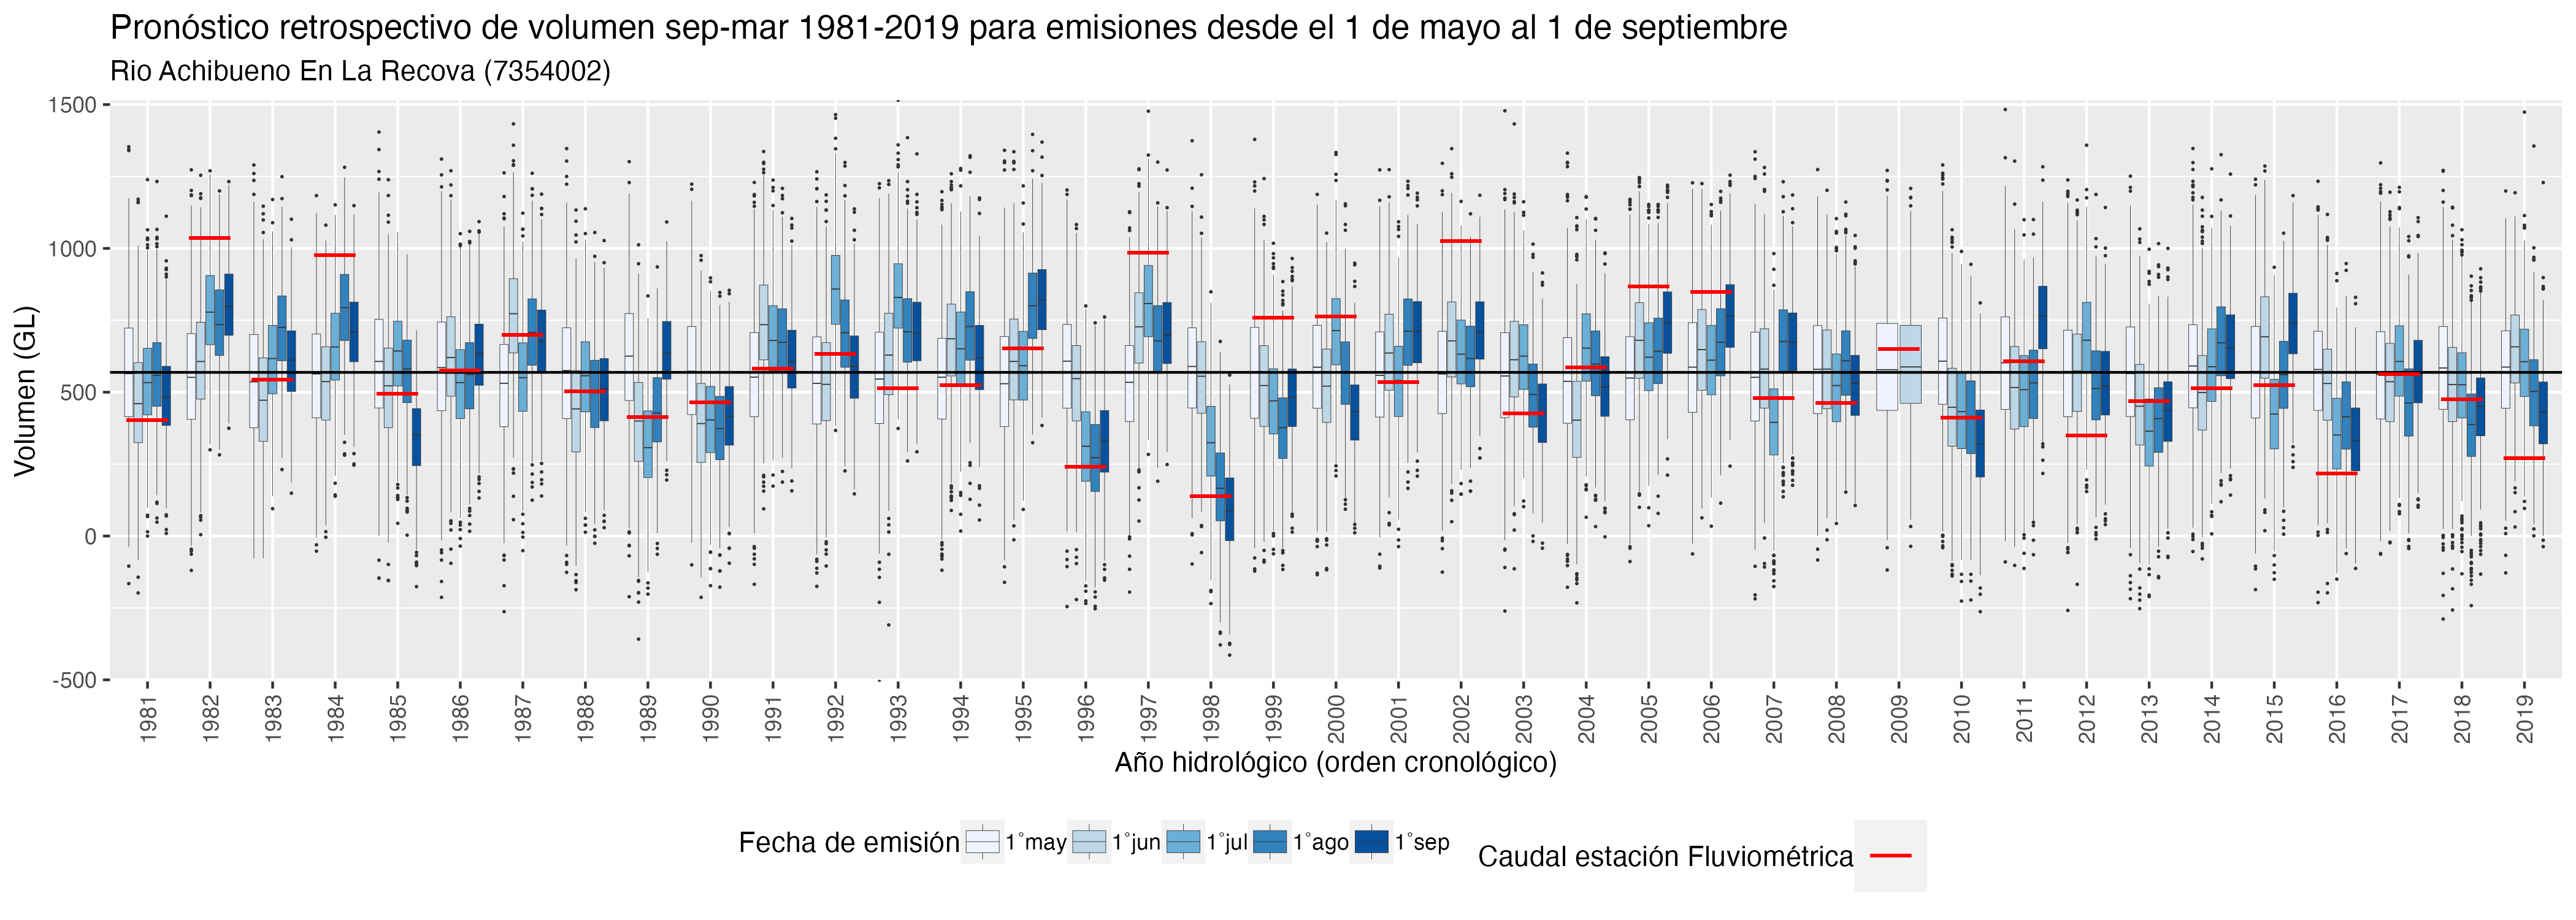 Pronóstico retrospectivo de volumen sep-mar 1981-2019 para emisiones desde el 1 de mayo al 1 de septiembre
Rio Achibueno En La Recova (7354002)
Volumen (GL)
1500
1000
500
0
-500
1981 1982 1983 1984 1985 1986 1987 1988 1989 1990 1991 1992 1993 1994 1995 1996 1997 1998 1999 2000 2001 2002 2003 2004 2005 2006 2007 2008 2009 2010 2011 2012 2013 2014 2015 2016 2017 2018 2019
Año hidrológico (orden cronológico)
Fecha de emisión 1°may 1°jun 1°jul 1°ago 1°sep Caudal estación Fluviométrica